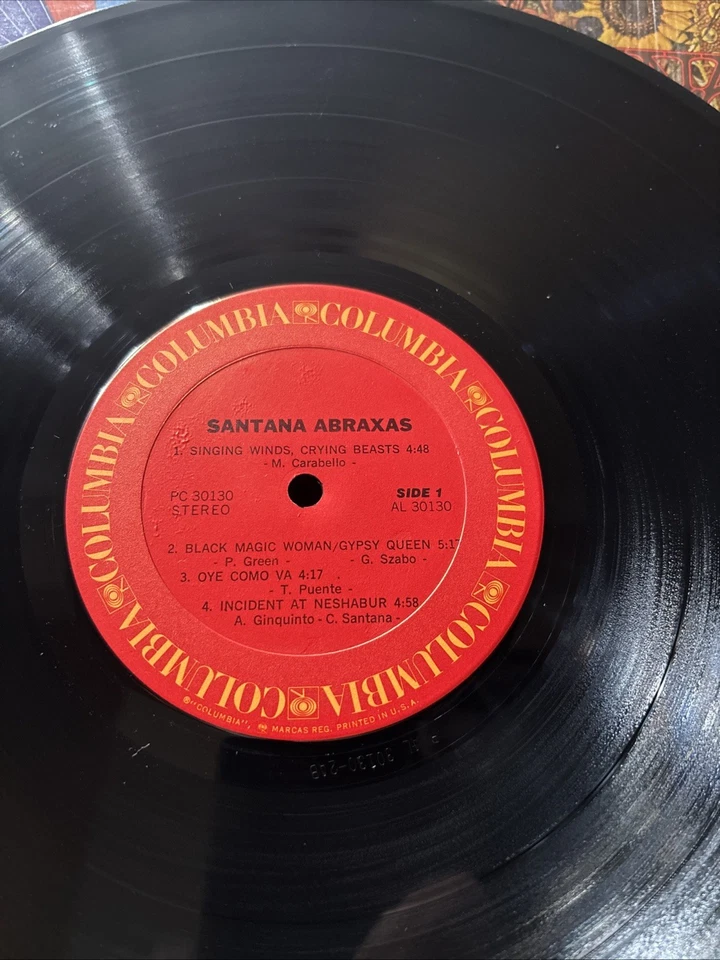 COLUMBIA COLUMBIA COLUMBIA COLUMBIA COLUMBIA COLUMBIA
SANTANA ABRAXAS
1. SINGING WINDS, CRYING BEASTS 4:48
- M. Carabello -
PC 30130 SIDE 1
STEREO AL 30130
2. BLACK MAGIC WOMAN/GYPSY QUEEN 5:17
- P. Green - - G. Szabo -
3. OYE COMO VA 4:17
- T. Puente -
4. INCIDENT AT NESHABUR 4:58
A. Ginquinto - C. Santana -
®"COLUMBIA", MARCAS REG. PRINTED IN U.S.A.